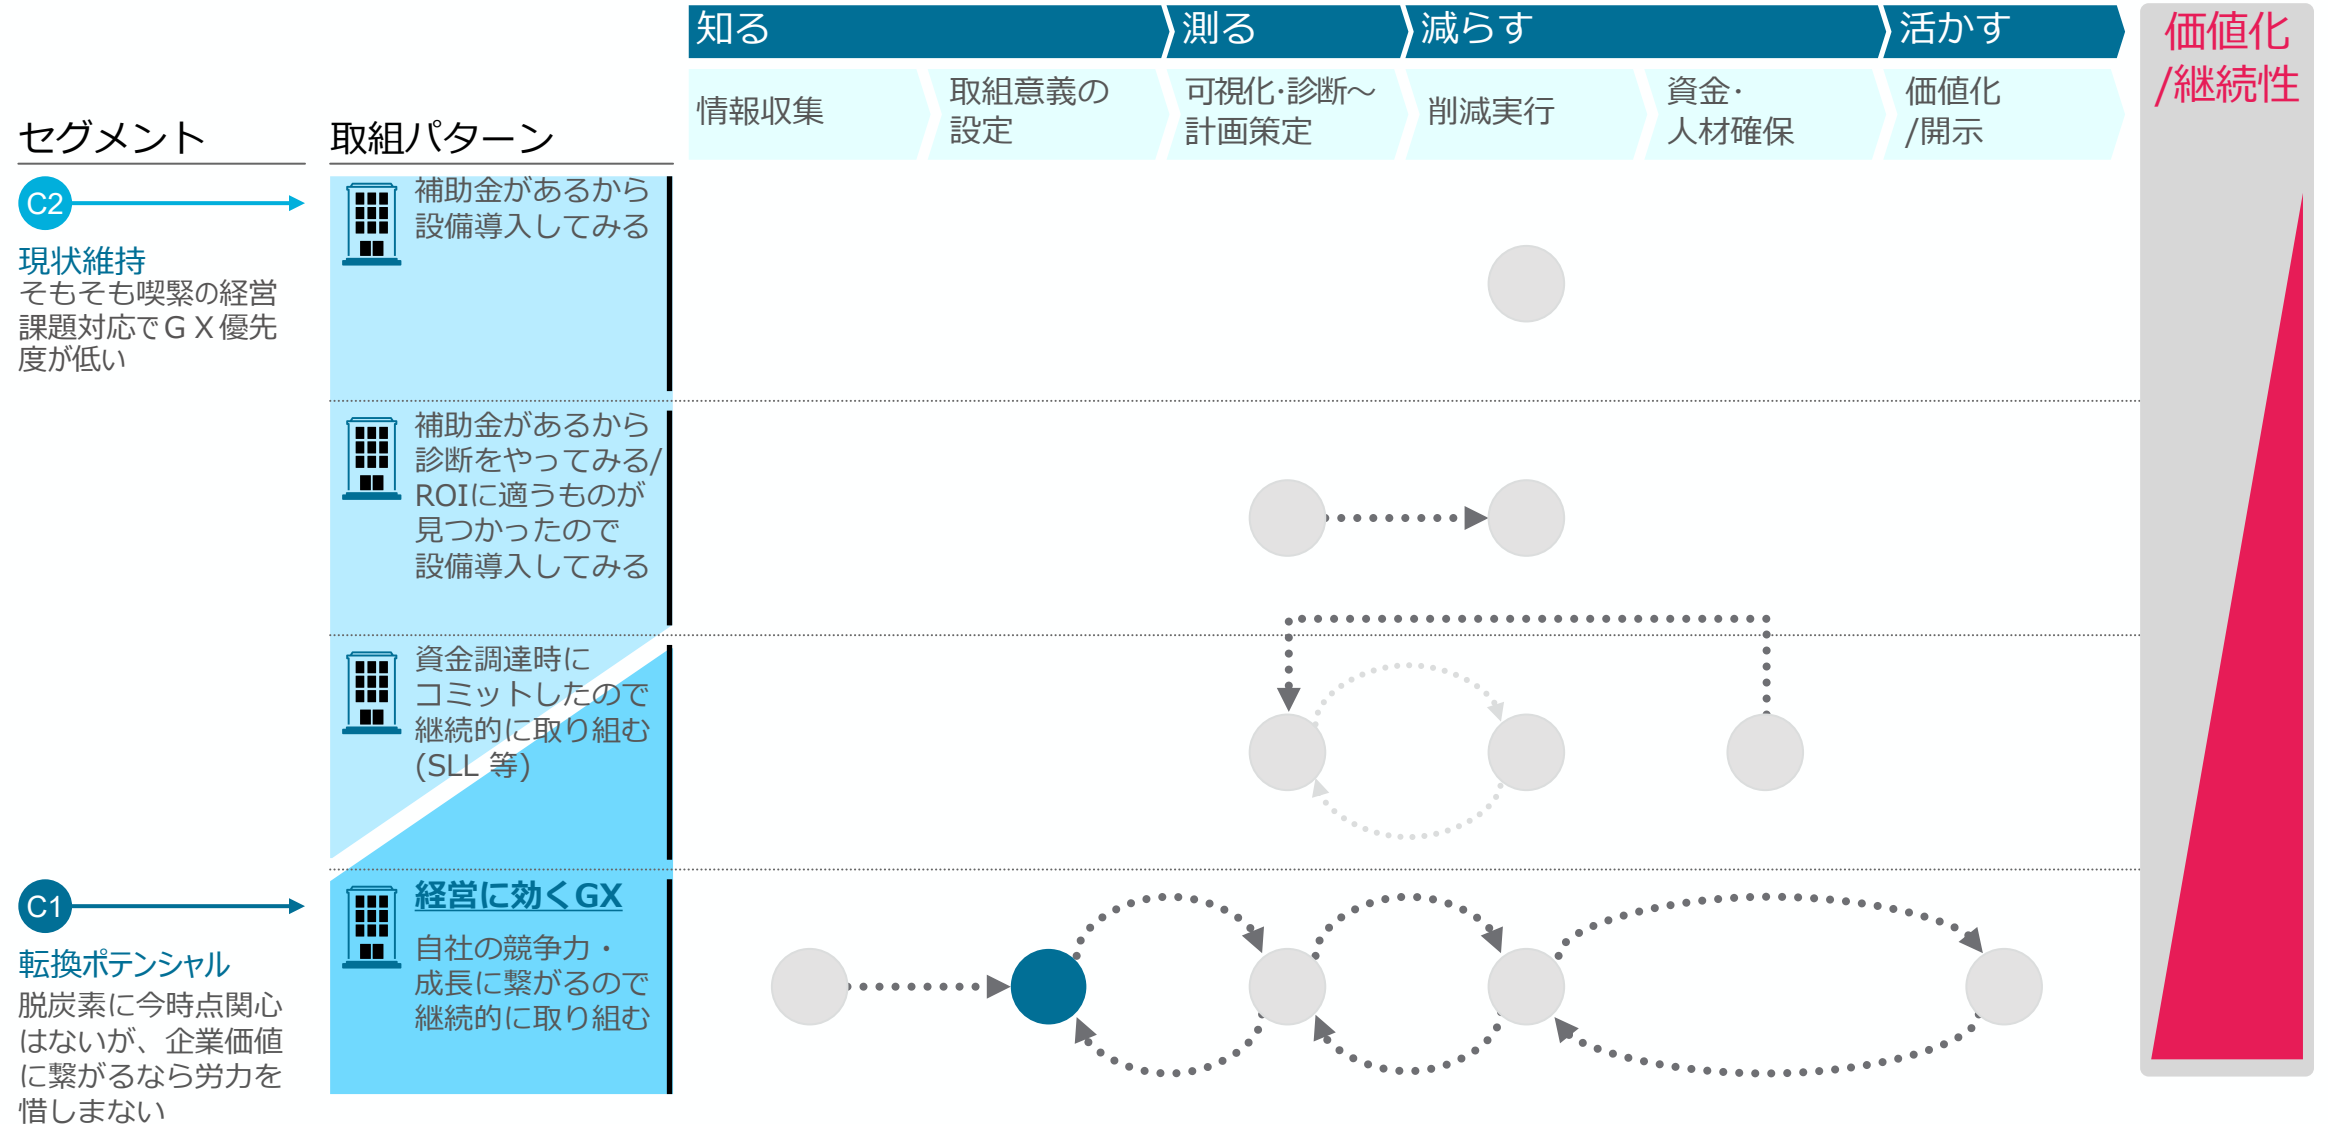 知る
測る
減らす
活かす
価値化
/継続性
情報収集
取組意義の
設定
可視化･診断～
計画策定
削減実行
資金･
人材確保
価値化
/開示
セグメント
取組パターン
C2
現状維持
そもそも喫緊の経営
課題対応でＧＸ優先
度が低い
補助金があるから
設備導入してみる
補助金があるから
診断をやってみる/
ROIに適うものが
見つかったので
設備導入してみる
資金調達時に
コミットしたので
継続的に取り組む
(SLL 等)
C1
転換ポテンシャル
脱炭素に今時点関心
はないが、企業価値
に繋がるなら労力を
惜しまない
経営に効くGX
自社の競争力・
成長に繋がるので
継続的に取り組む